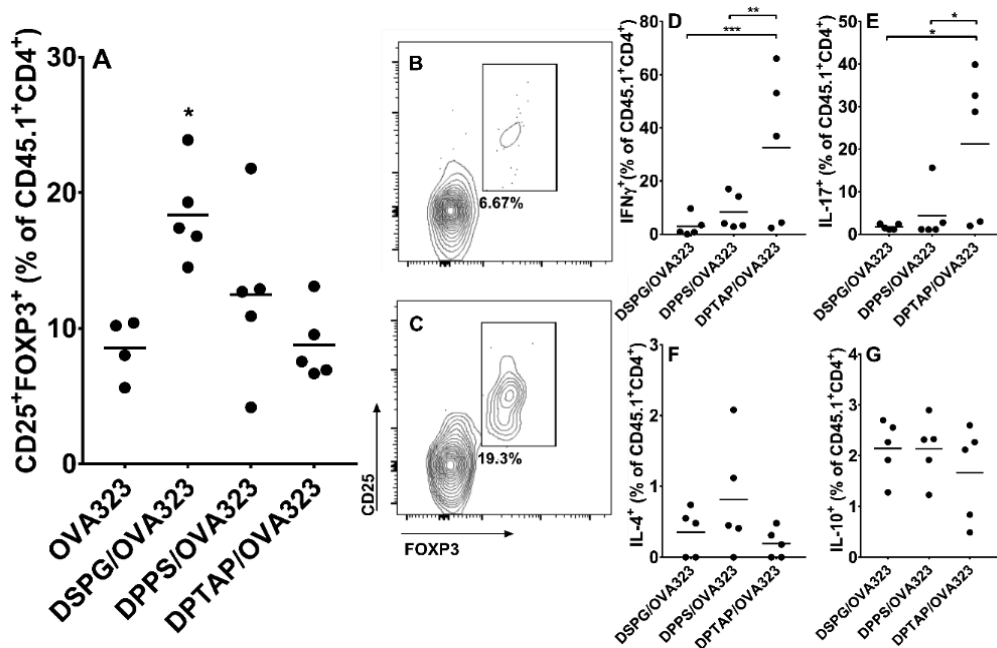 A
CD25⁺FOXP3⁺ (% of CD45.1⁺CD4⁺)
30
20
10
0
*
OVA323
DSPG/OVA323
DPPS/OVA323
DPTAP/OVA323
B
6.67%
C
19.3%
CD25
FOXP3
D
IFNγ⁺(% of CD45.1⁺CD4⁺)
80
60
40
20
0
**
***
DSPG/OVA323
DPPS/OVA323
DPTAP/OVA323
E
IL-17⁺ (% of CD45.1⁺CD4⁺)
50
40
30
20
10
0
*
*
DSPG/OVA323
DPPS/OVA323
DPTAP/OVA323
F
IL-4⁺ (% of CD45.1⁺CD4⁺)
3
2
1
0
DSPG/OVA323
DPPS/OVA323
DPTAP/OVA323
G
IL-10⁺ (% of CD45.1⁺CD4⁺)
4
3
2
1
0
DSPG/OVA323
DPPS/OVA323
DPTAP/OVA323